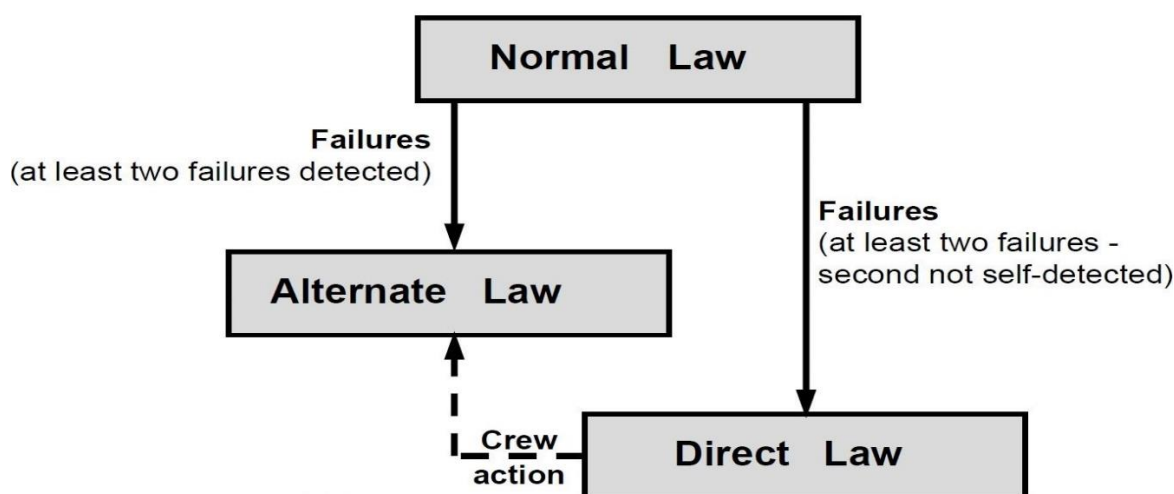 Normal Law
Failures
(at least two failures detected)
Failures
(at least two failures -
second not self-detected)
Alternate Law
Crew
action
Direct Law